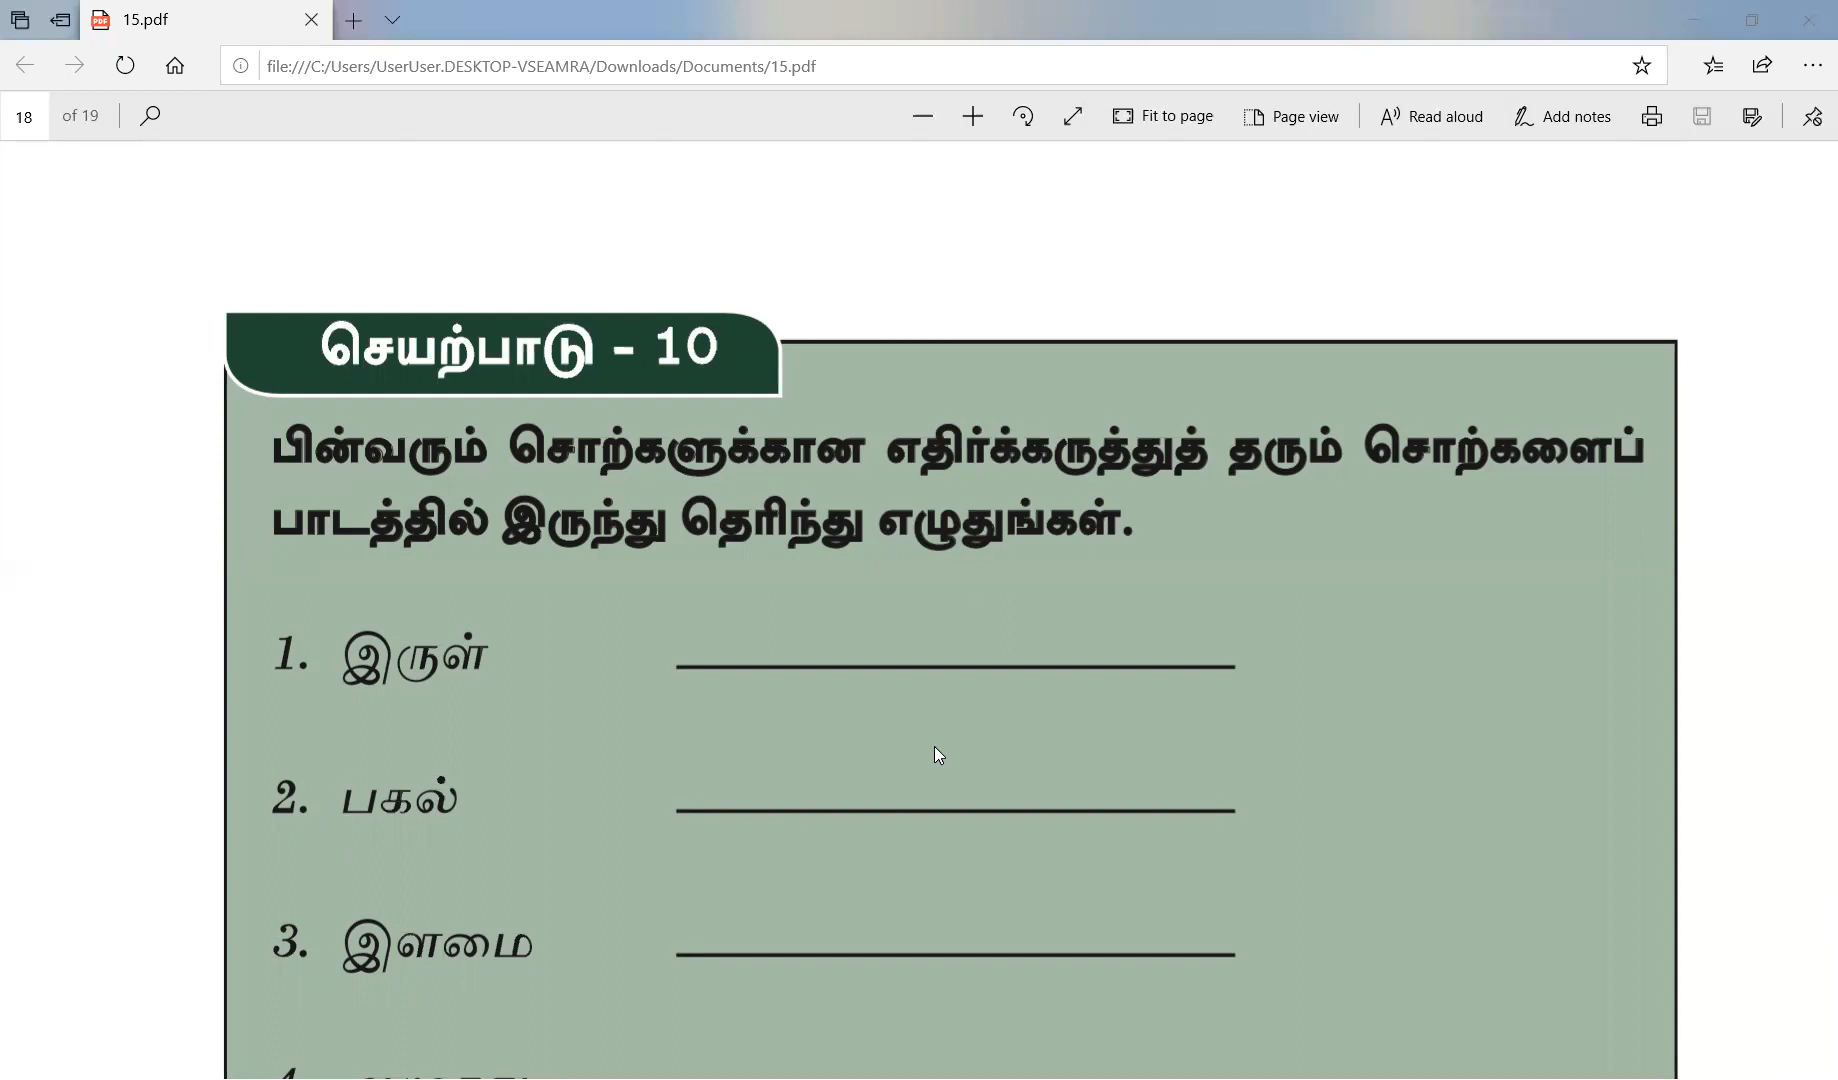 15.pdf
file:///C:/Users/UserUser.DESKTOP-VSEAMRA/Downloads/Documents/15.pdf
18 of 19 Fit to page Page view Read aloud Add notes
செயற்பாடு - 10
பின்வரும் சொற்களுக்கான எதிர்க்கருத்துத் தரும் சொற்களைப்
பாடத்தில் இருந்து தெரிந்து எழுதுங்கள்.
1. இருள்
2. பகல்
3. இளமை